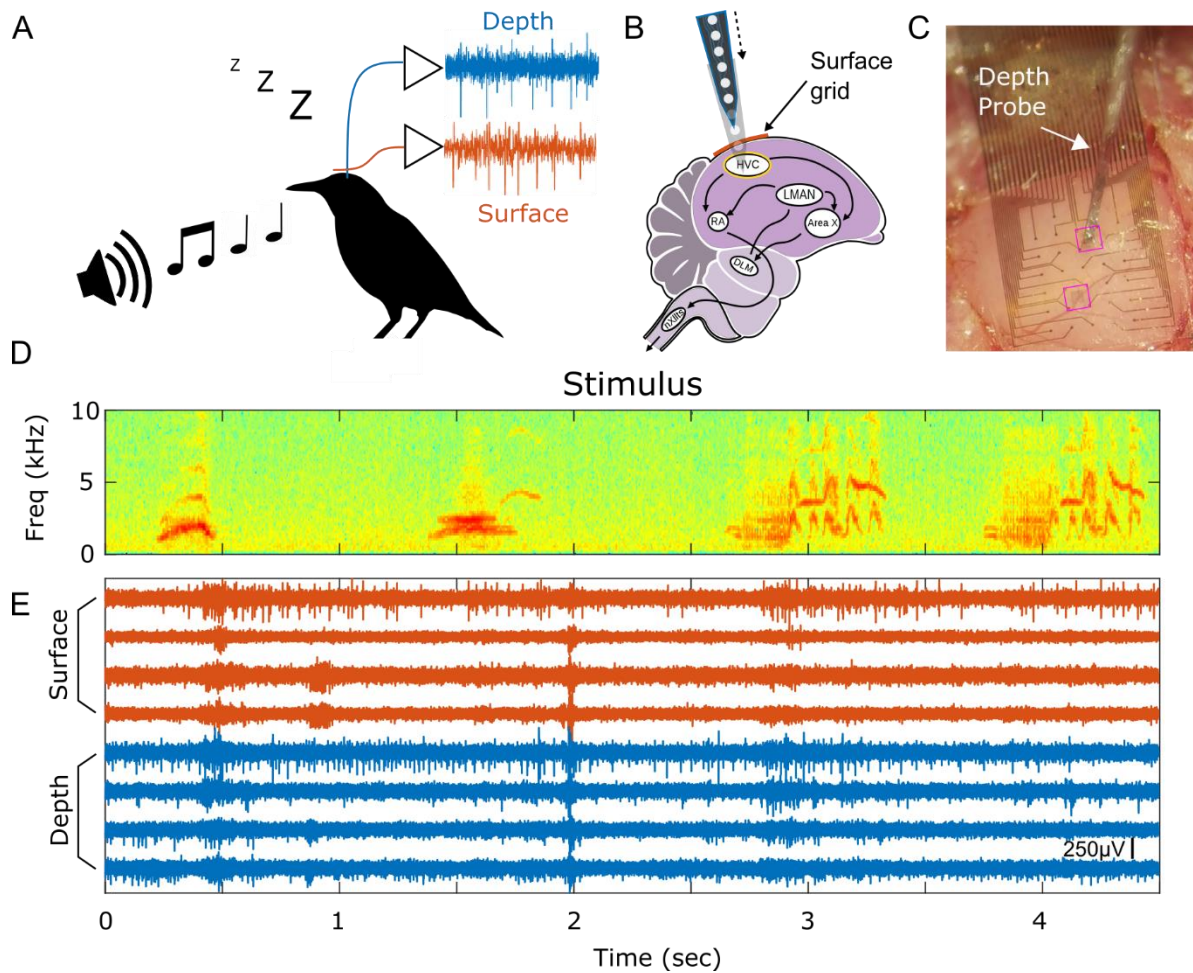 A
Depth
z
Z
Z
Surface
B
Surface
grid
HVC
LMAN
RA
Area X
DLM
nXIIts
C
Depth
Probe
D
Stimulus
Freq (kHz)
10
5
0
E
Surface
Depth
250µV
0
1
2
3
4
Time (sec)